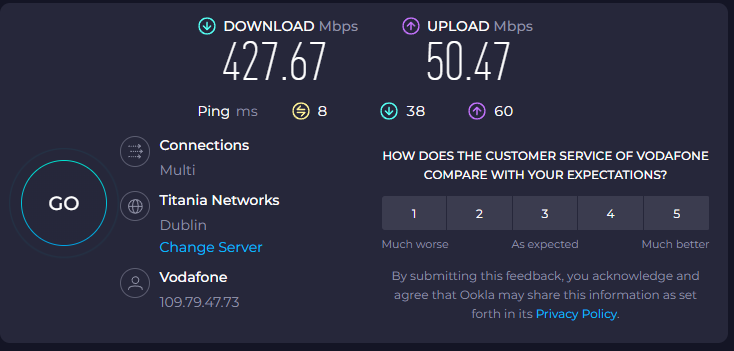 DOWNLOAD Mbps
427.67
UPLOAD Mbps
50.47
Ping ms 8 38 60
GO
Connections
Multi
Titania Networks
Dublin
Change Server
Vodafone
109.79.47.73
HOW DOES THE CUSTOMER SERVICE OF VODAFONE
COMPARE WITH YOUR EXPECTATIONS?
1 2 3 4 5
Much worse As expected Much better
By submitting this feedback, you acknowledge and
agree that Ookla may share this information as set
forth in its Privacy Policy.